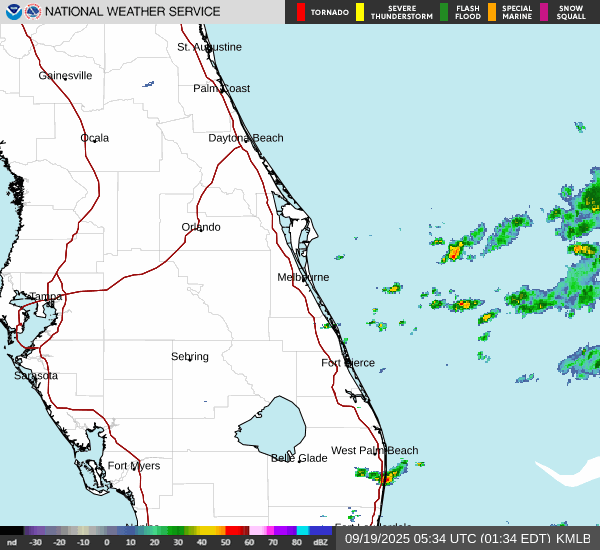 NATIONAL WEATHER SERVICE
TORNADO
SEVERE
THUNDERSTORM
FLASH
FLOOD
SPECIAL
MARINE
SNOW
SQUALL
St. Augustine
Gainesville
Palm Coast
Ocala
Daytona Beach
Orlando
Melbourne
Tampa
Sebring
Fort Pierce
Sarasota
West Palm Beach
Belle Glade
Fort Myers
nd -30 -20 -10 0 10 20 30 40 50 60 70 80 dBZ
09/19/2025 05:34 UTC (01:34 EDT) KMLB